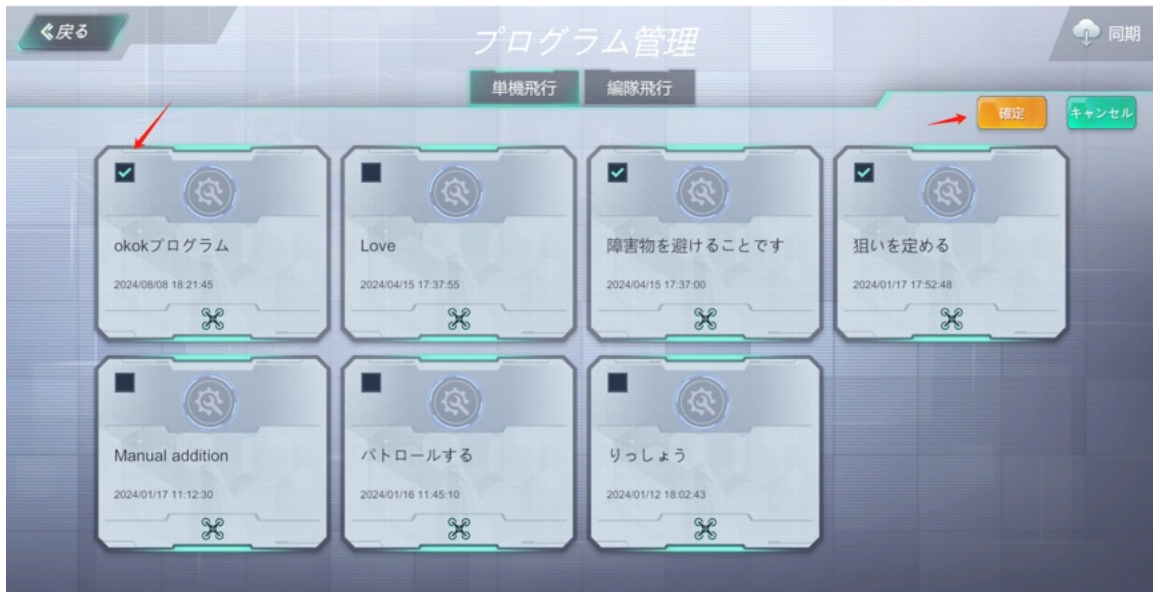 戻る
プログラム管理
同期
単機飛行
編隊飛行
確定
キャンセル
okokプログラム
2024/08/08 18:21:45
Love
2024/04/15 17:37:55
障害物を避けることです
2024/04/15 17:37:00
狙いを定める
2024/01/17 17:52:48
Manual addition
2024/01/17 11:12:30
パトロールする
2024/01/16 11:45:10
りっしょう
2024/01/12 18:02:43